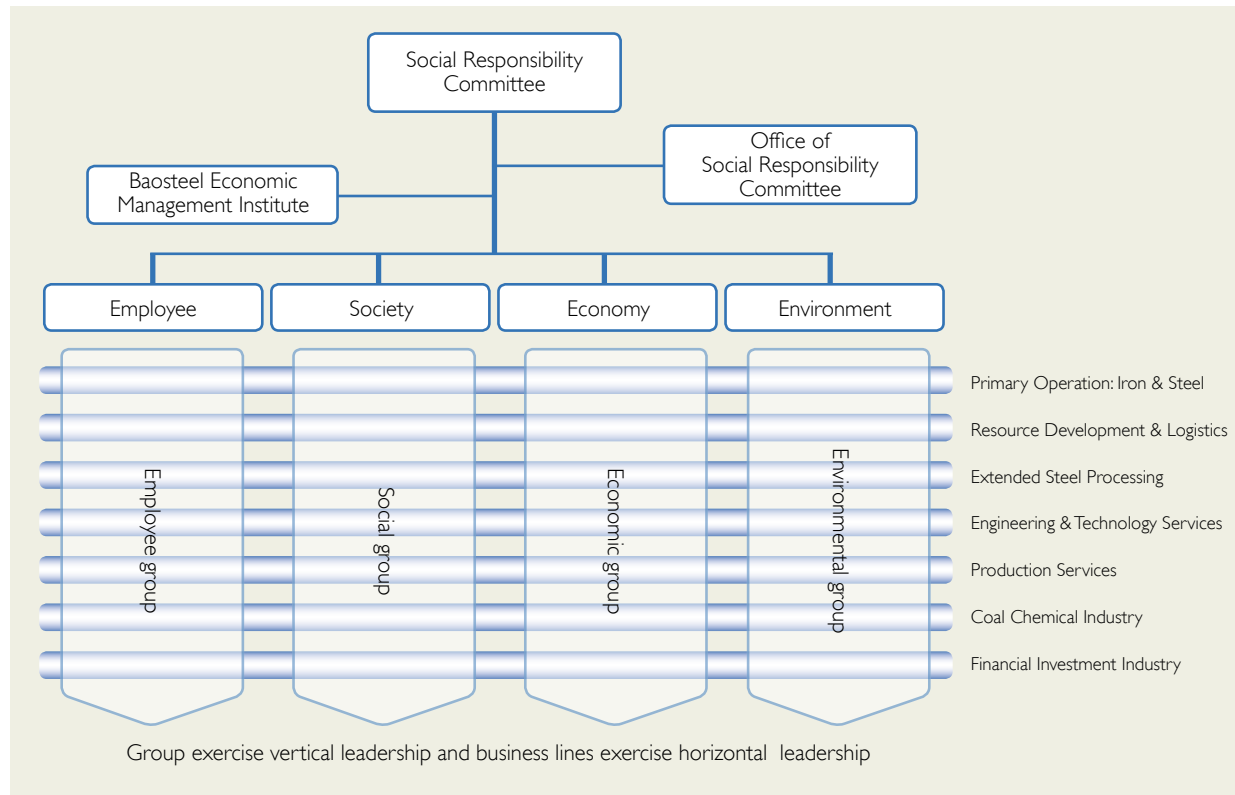 Social Responsibility
Committee
Office of
Social Responsibility
Committee
Baosteel Economic
Management Institute
Employee
Society
Economy
Environment
Employee group
Social group
Economic group
Environmental group
Primary Operation: Iron & Steel
Resource Development & Logistics
Extended Steel Processing
Engineering & Technology Services
Production Services
Coal Chemical Industry
Financial Investment Industry
Group exercise vertical leadership and business lines exercise horizontal leadership